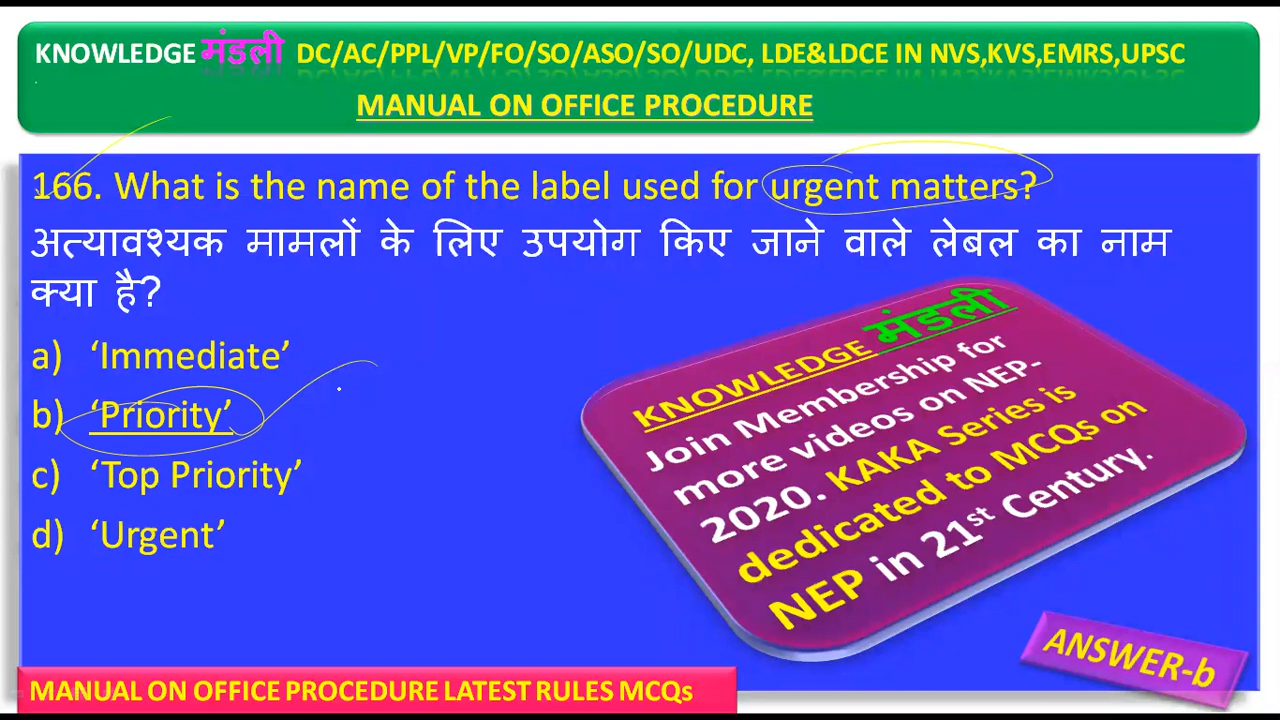 KNOWLEDGE मंडली DC/AC/PPL/VP/FO/SO/ASO/SO/UDC, LDE&LDCE IN NVS,KVS,EMRS,UPSC
MANUAL ON OFFICE PROCEDURE
166. What is the name of the label used for urgent matters?
अत्यावश्यक मामलों के लिए उपयोग किए जाने वाले लेबल का नाम
क्या है?
a) ‘Immediate’
b) ‘Priority’
c) ‘Top Priority’
d) ‘Urgent’
KNOWLEDGE मंडली
Join Membership for
more videos on NEP-
2020. KAKA Series is
dedicated to MCQs on
NEP in 21st Century.
ANSWER-b
MANUAL ON OFFICE PROCEDURE LATEST RULES MCQs